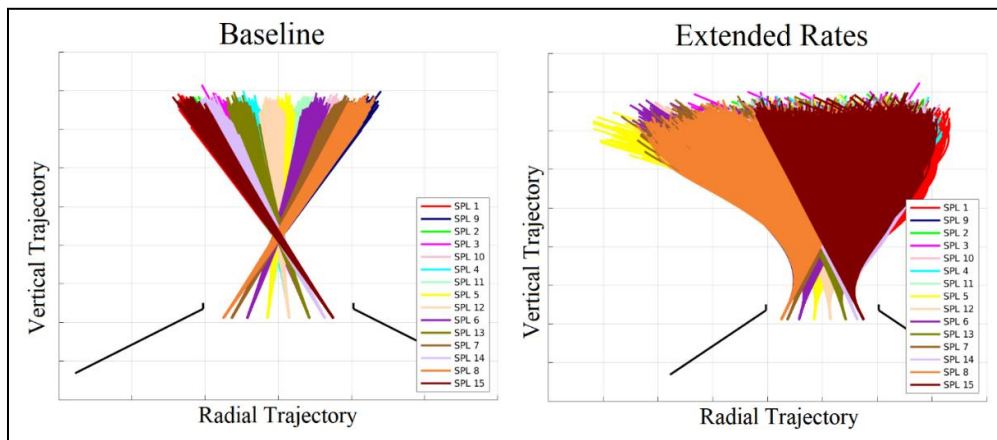 Baseline
Vertical Trajectory
SPL 1
SPL 9
SPL 2
SPL 3
SPL 10
SPL 4
SPL 11
SPL 5
SPL 12
SPL 6
SPL 13
SPL 7
SPL 14
SPL 8
SPL 15
Radial Trajectory
Extended Rates
Vertical Trajectory
SPL 1
SPL 9
SPL 2
SPL 3
SPL 10
SPL 4
SPL 11
SPL 5
SPL 12
SPL 6
SPL 13
SPL 7
SPL 14
SPL 8
SPL 15
Radial Trajectory